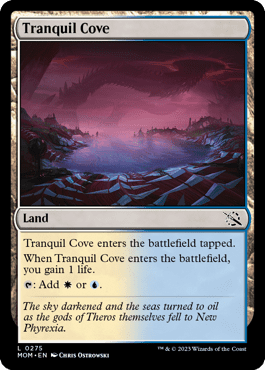 Tranquil Cove
Land
Tranquil Cove enters the battlefield tapped.
When Tranquil Cove enters the battlefield,
you gain 1 life.
: Add or .
The sky darkened and the seas turned to oil
as the gods of Theros themselves fell to New
Phyrexia.
L 0275
MOM • EN Chris Ostrowski
™ & © 2023 Wizards of the Coast